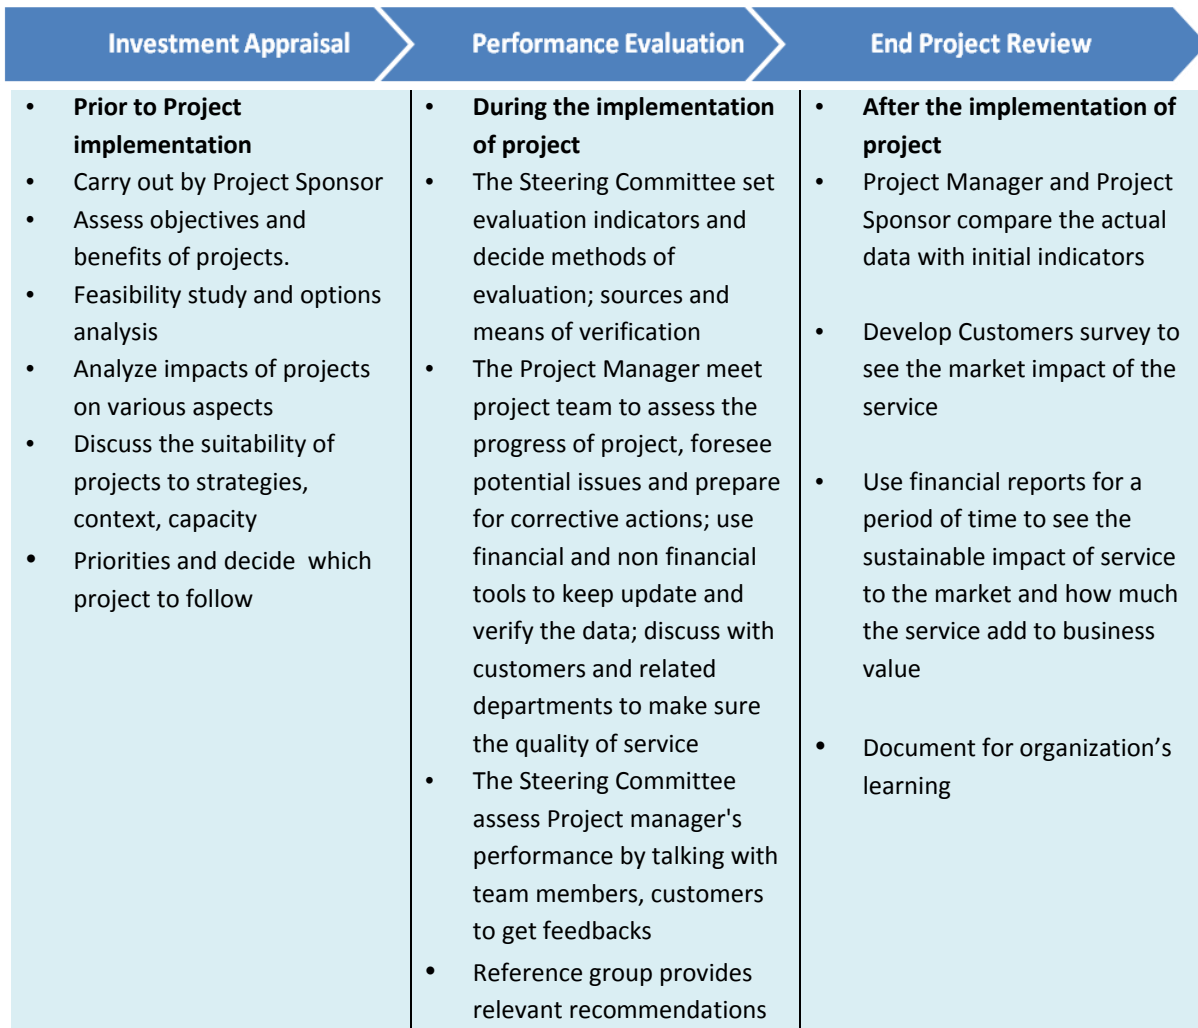 Investment Appraisal
Performance Evaluation
End Project Review
• Prior to Project
implementation
• Carry out by Project Sponsor
• Assess objectives and
benefits of projects.
• Feasibility study and options
analysis
• Analyze impacts of projects
on various aspects
• Discuss the suitability of
projects to strategies,
context, capacity
• Priorities and decide which
project to follow
• During the implementation
of project
• The Steering Committee set
evaluation indicators and
decide methods of
evaluation; sources and
means of verification
• The Project Manager meet
project team to assess the
progress of project, foresee
potential issues and prepare
for corrective actions; use
financial and non financial
tools to keep update and
verify the data; discuss with
customers and related
departments to make sure
the quality of service
• The Steering Committee
assess Project manager's
performance by talking with
team members, customers
to get feedbacks
• Reference group provides
relevant recommendations
• After the implementation of
project
• Project Manager and Project
Sponsor compare the actual
data with initial indicators
• Develop Customers survey to
see the market impact of the
service
• Use financial reports for a
period of time to see the
sustainable impact of service
to the market and how much
the service add to business
value
• Document for organization’s
learning